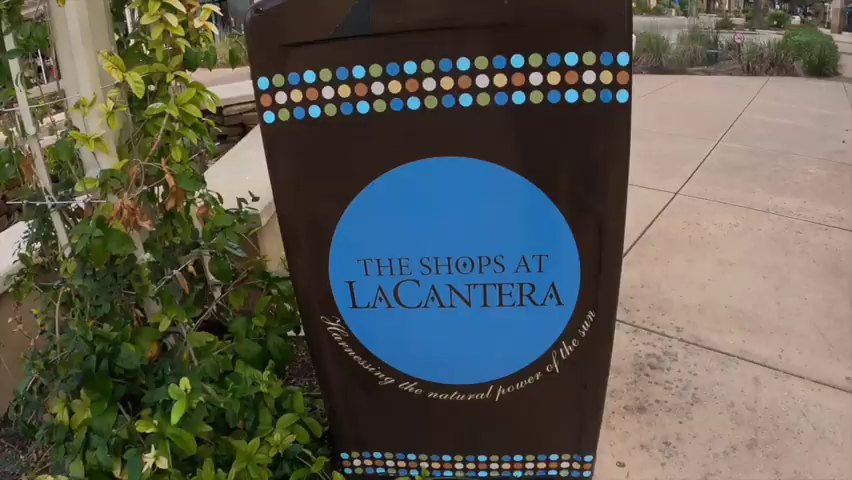 THE SHOPS AT
LACANTERA
Harnessing the natural power of the sun